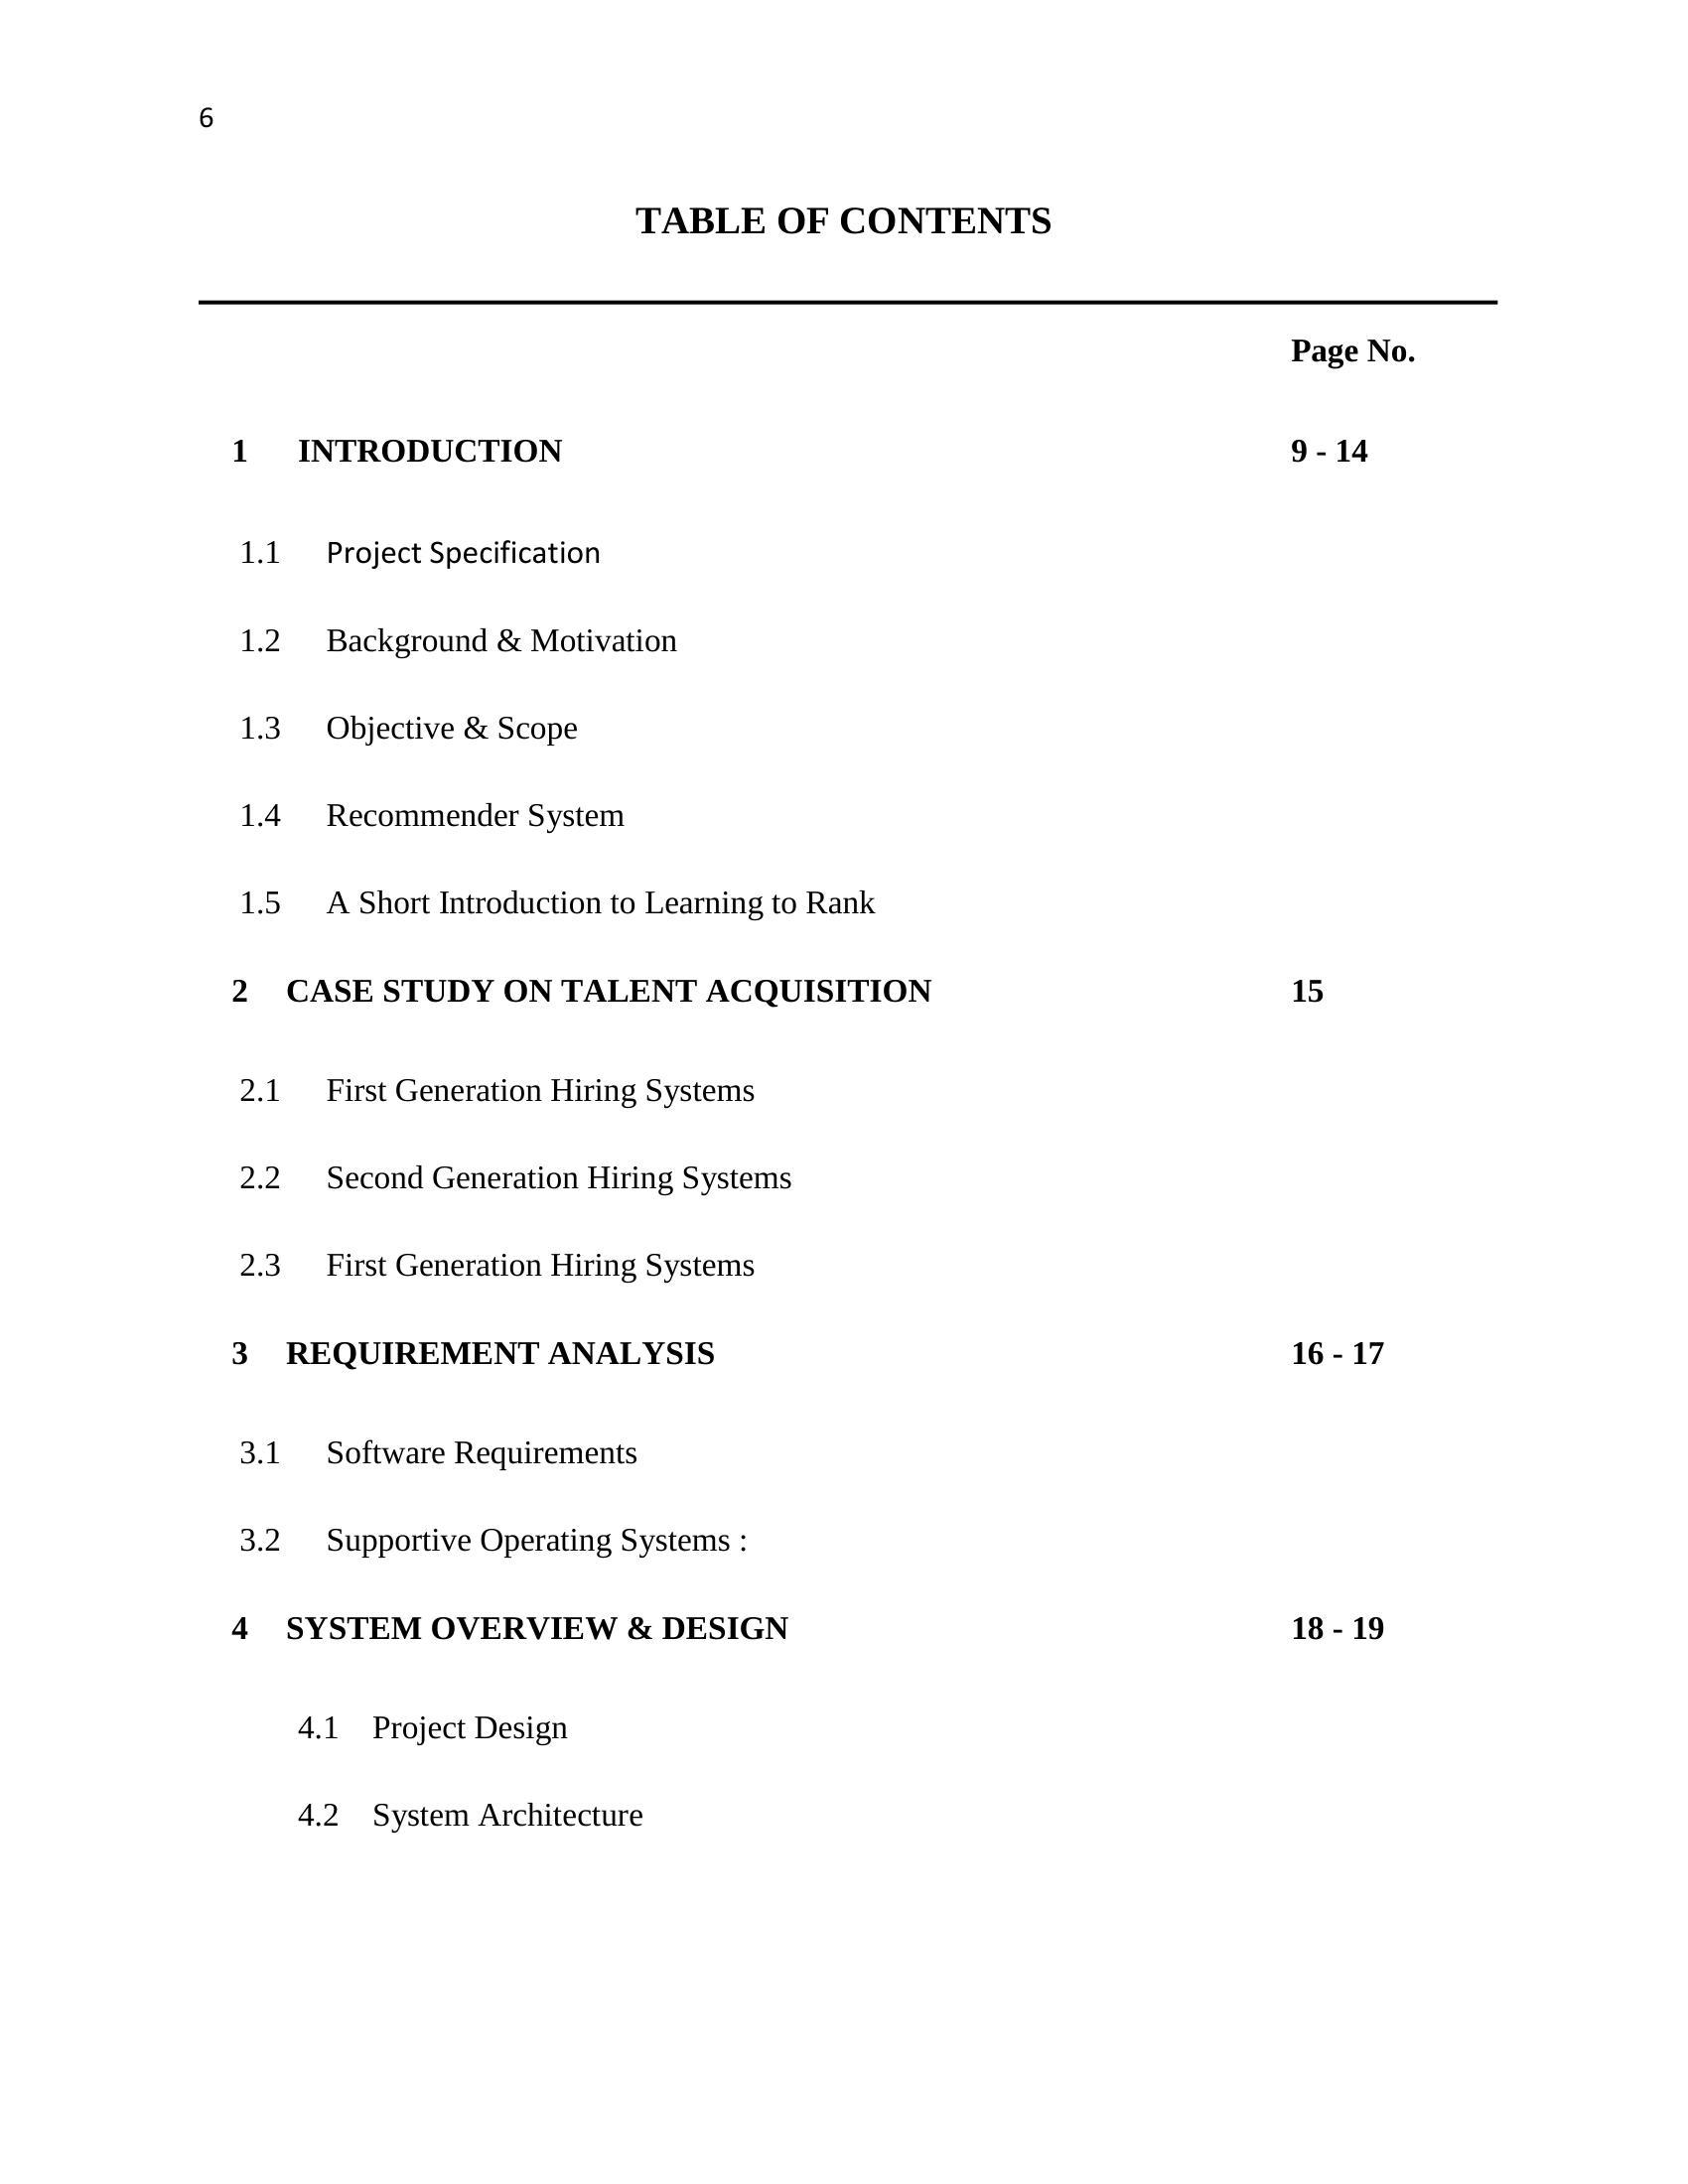 6
TABLE OF CONTENTS
Page No.
1 INTRODUCTION 9 - 14
1.1 Project Specification
1.2 Background & Motivation
1.3 Objective & Scope
1.4 Recommender System
1.5 A Short Introduction to Learning to Rank
2 CASE STUDY ON TALENT ACQUISITION 15
2.1 First Generation Hiring Systems
2.2 Second Generation Hiring Systems
2.3 First Generation Hiring Systems
3 REQUIREMENT ANALYSIS 16 - 17
3.1 Software Requirements
3.2 Supportive Operating Systems :
4 SYSTEM OVERVIEW & DESIGN 18 - 19
4.1 Project Design
4.2 System Architecture